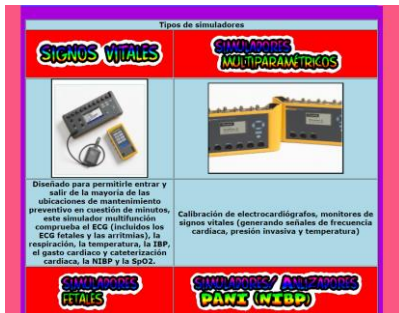 Tipos de simuladores
SIGNOS VITALES
SIMULADORES
MULTIPARAMÉTRICOS
Diseñado para permitirle entrar y
salir de la mayoría de las
ubicaciones de mantenimiento
preventivo en cuestión de minutos,
este simulador multifunción
comprueba el ECG (incluidos los
ECG fetales y las arritmias), la
respiración, la temperatura, la IBP,
el gasto cardiaco y cateterización
cardiaca, la NIBP y la SpO2.
Calibración de electrocardiógrafos, monitores de
signos vitales (generando señales de frecuencia
cardiaca, presión invasiva y temperatura)
SIMULADORES
FETALES
SIMULADORES/ ANALIZADORES
PANI (NIBP)